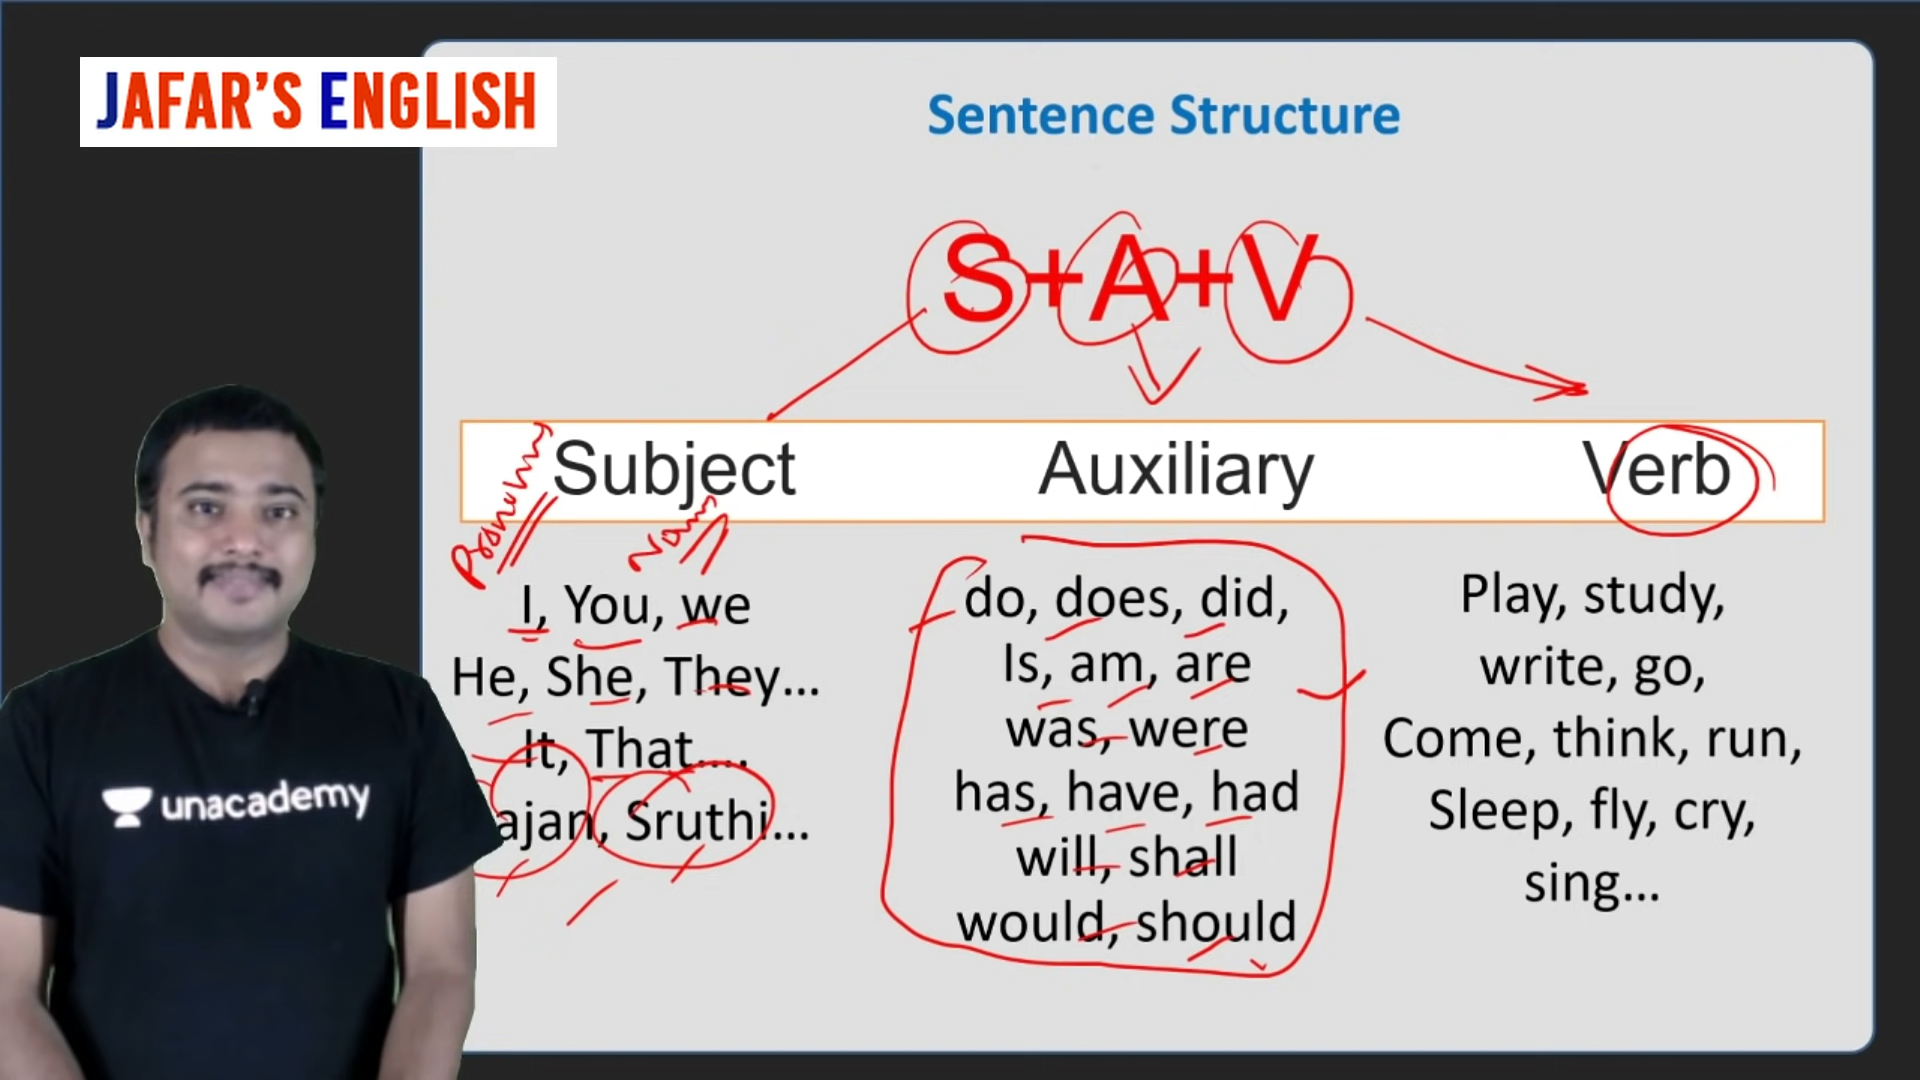 JAFAR'S ENGLISH
Sentence Structure
S+A+V
Subject Auxiliary Verb
I, You, we
He, She, They...
It, That....
ajan, Sruthi...
do, does, did,
Is, am, are
was, were
has, have, had
will, shall
would, should
Play, study,
write, go,
Come, think, run,
Sleep, fly, cry,
sing...
unacademy